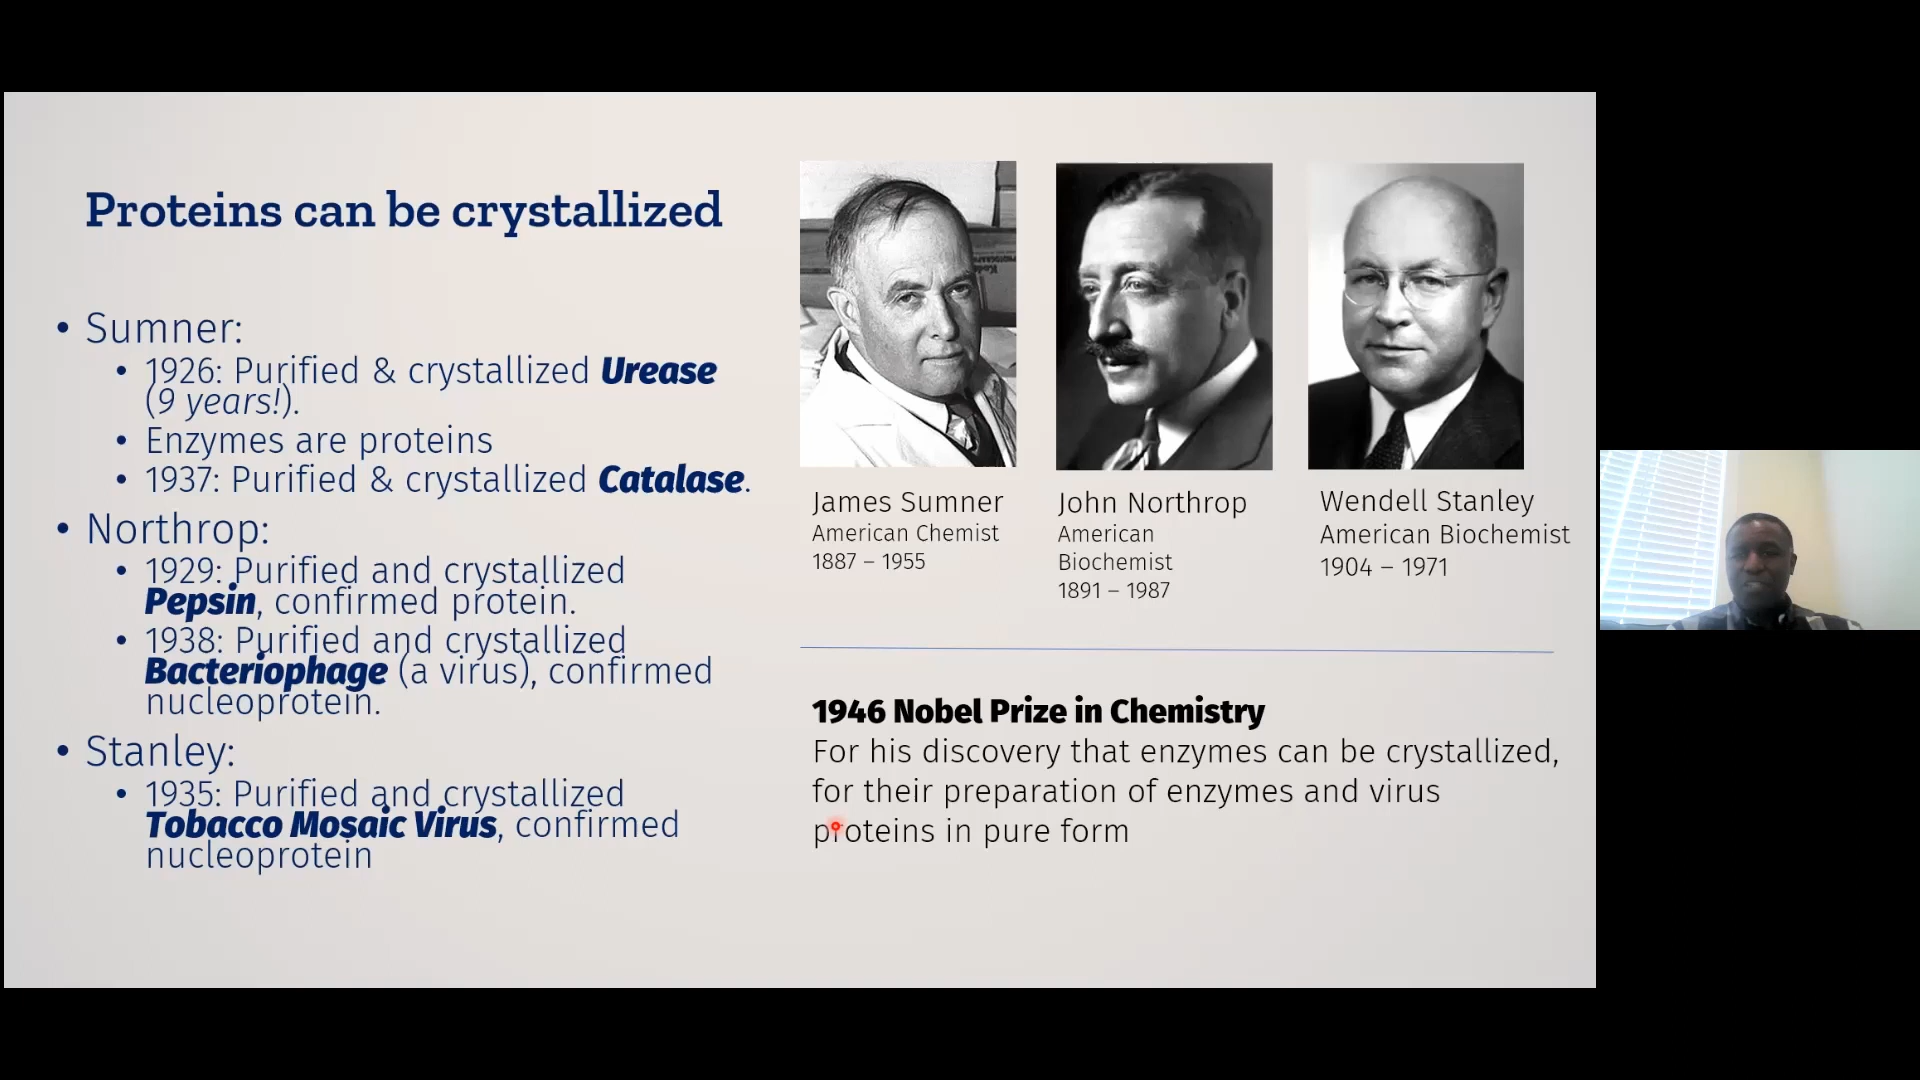 Proteins can be crystallized
• Sumner:
• 1926: Purified & crystallized Urease
(9 years!).
• Enzymes are proteins
• 1937: Purified & crystallized Catalase.
• Northrop:
• 1929: Purified and crystallized
Pepsin, confirmed protein.
• 1938: Purified and crystallized
Bacteriophage (a virus), confirmed
nucleoprotein.
• Stanley:
• 1935: Purified and crystallized
Tobacco Mosaic Virus, confirmed
nucleoprotein
James Sumner
American Chemist
1887 – 1955
John Northrop
American
Biochemist
1891 – 1987
Wendell Stanley
American Biochemist
1904 – 1971
1946 Nobel Prize in Chemistry
For his discovery that enzymes can be crystallized,
for their preparation of enzymes and virus
proteins in pure form